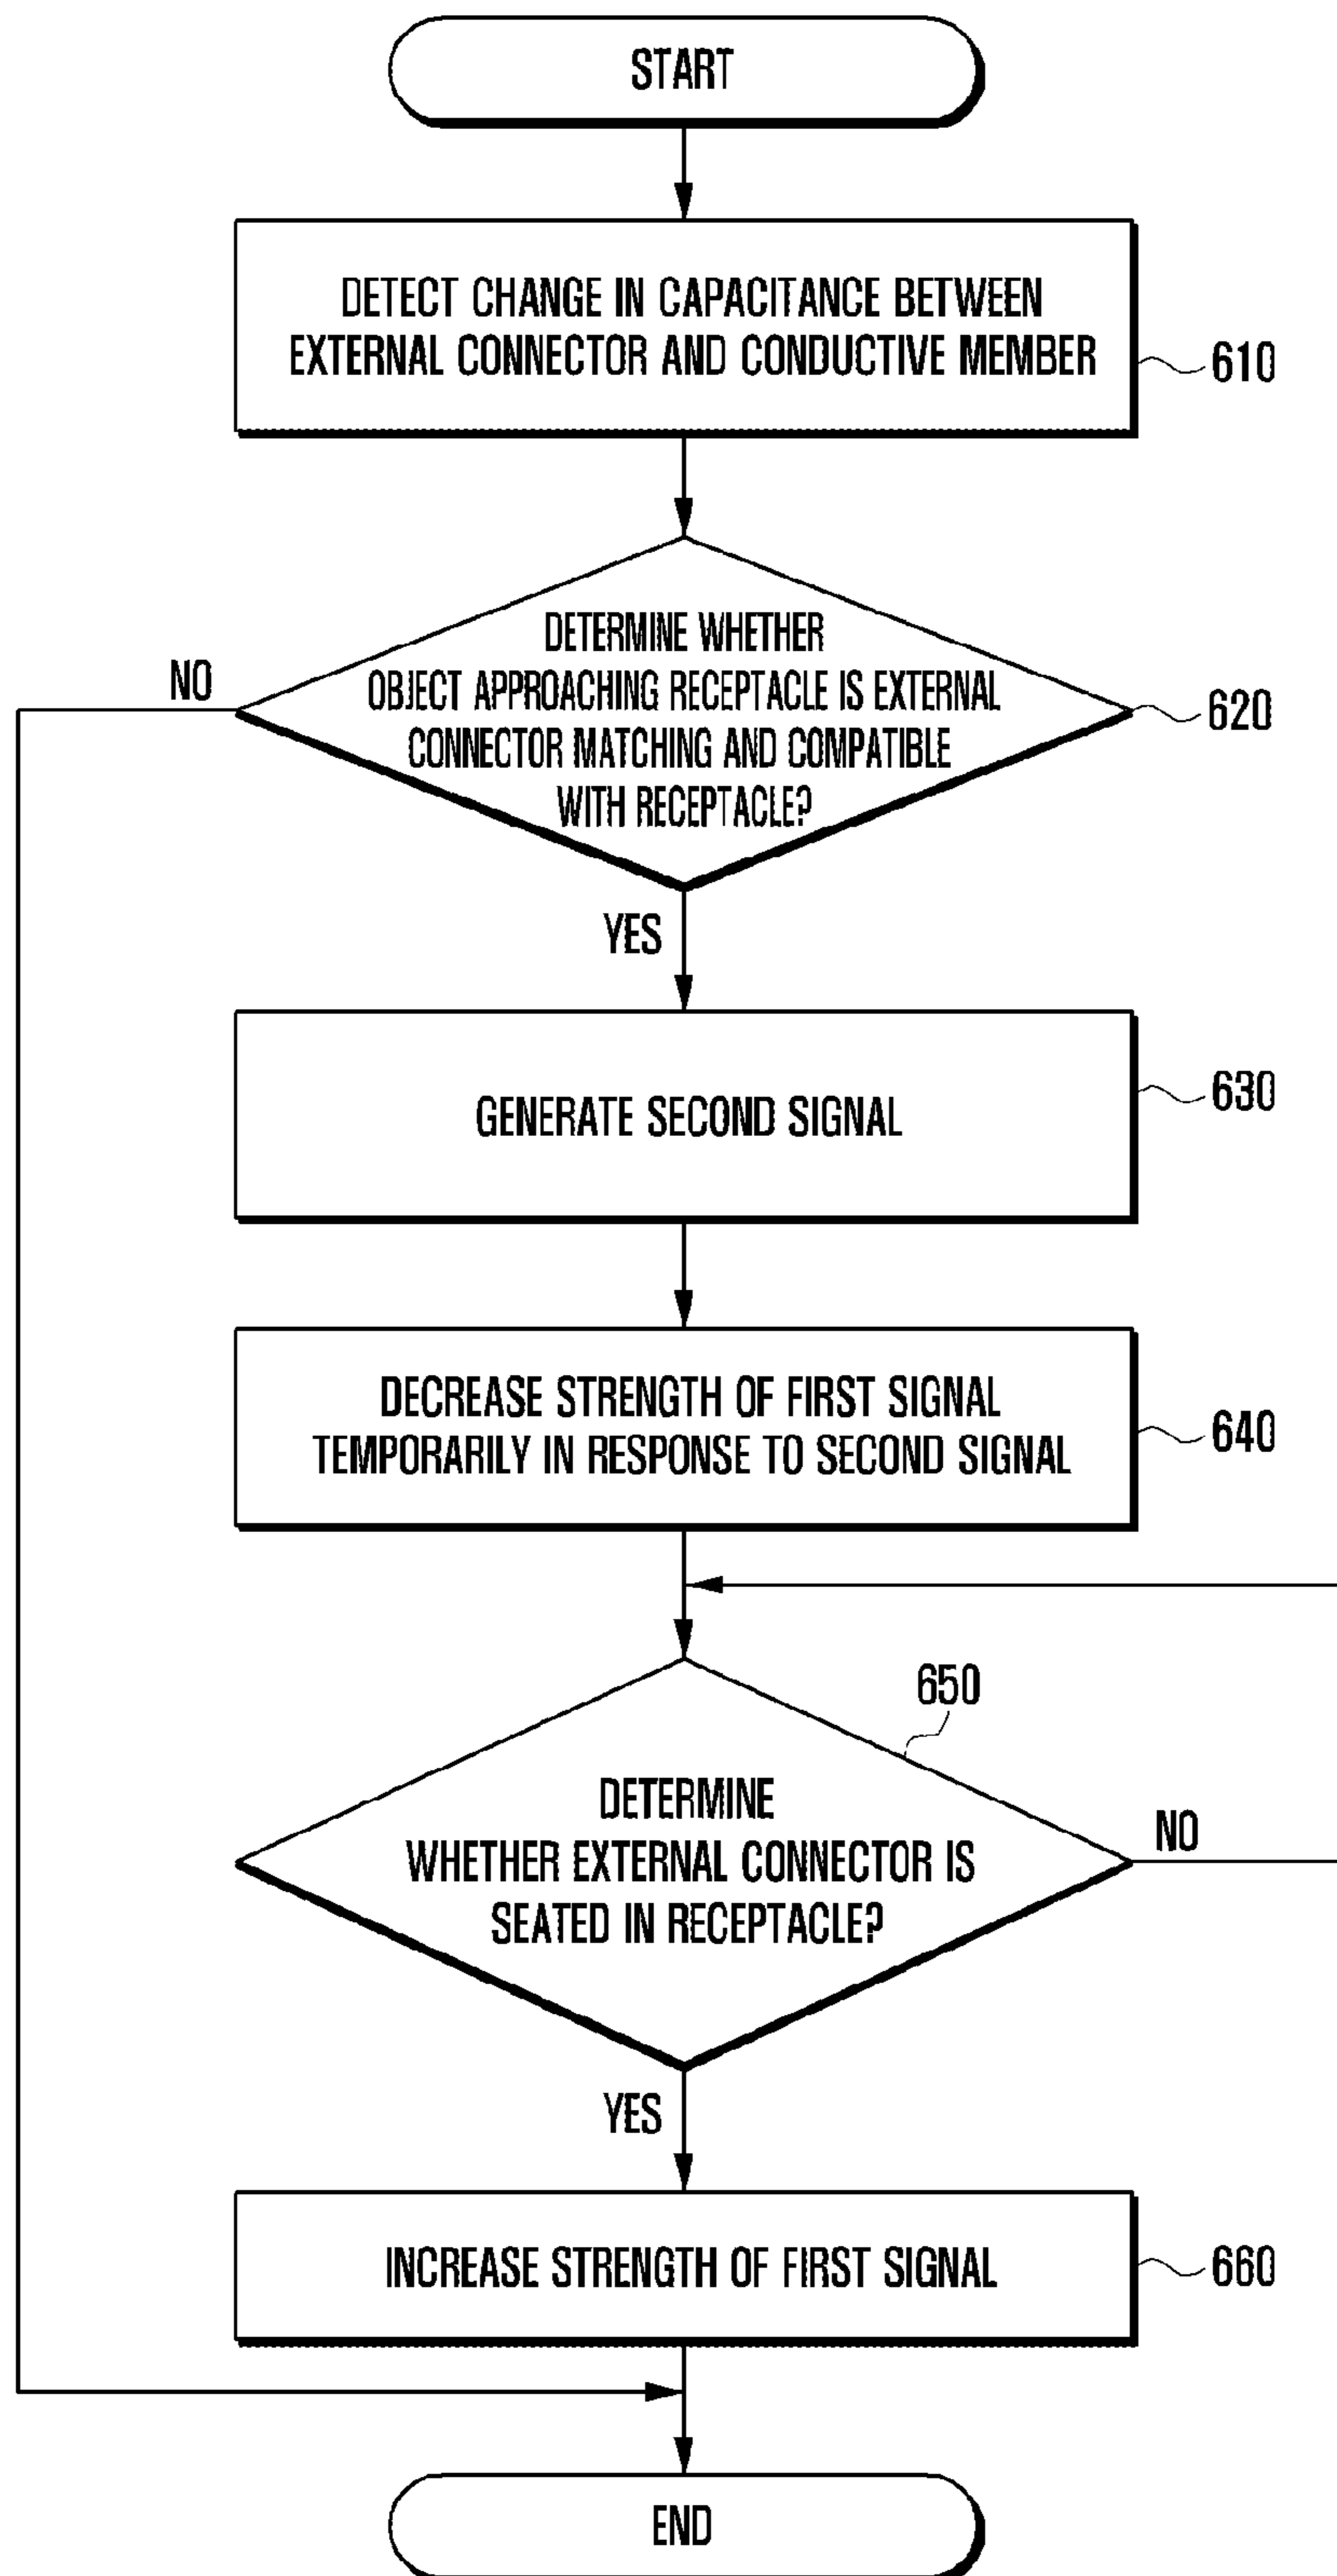 START
DETECT CHANGE IN CAPACITANCE BETWEEN
EXTERNAL CONNECTOR AND CONDUCTIVE MEMBER
610
DETERMINE WHETHER
OBJECT APPROACHING RECEPTACLE IS EXTERNAL
CONNECTOR MATCHING AND COMPATIBLE
WITH RECEPTACLE?
NO
620
YES
GENERATE SECOND SIGNAL
630
DECREASE STRENGTH OF FIRST SIGNAL
TEMPORARILY IN RESPONSE TO SECOND SIGNAL
640
650
DETERMINE
WHETHER EXTERNAL CONNECTOR IS
SEATED IN RECEPTACLE?
NO
YES
INCREASE STRENGTH OF FIRST SIGNAL
660
END